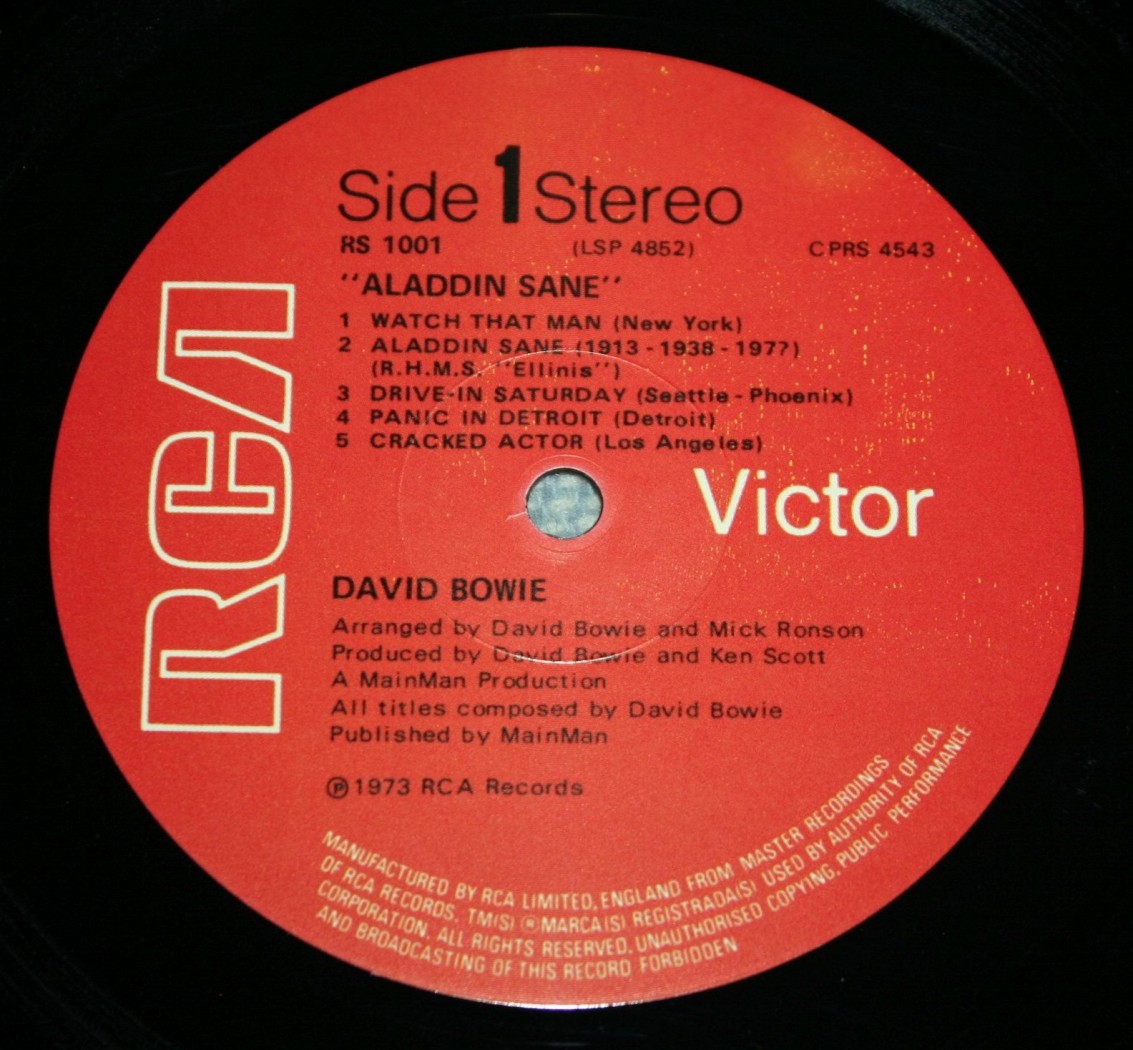 Side 1 Stereo
RS 1001 (LSP 4852) CPRS 4543
"ALADDIN SANE"
1 WATCH THAT MAN (New York)
2 ALADDIN SANE (1913 - 1938 - 197?)
(R.H.M.S. "Ellinis")
3 DRIVE-IN SATURDAY (Seattle - Phoenix)
4 PANIC IN DETROIT (Detroit)
5 CRACKED ACTOR (Los Angeles)
RCA
Victor
DAVID BOWIE
Arranged by David Bowie and Mick Ronson
Produced by David Bowie and Ken Scott
A MainMan Production
All titles composed by David Bowie
Published by MainMan
℗ 1973 RCA Records
MANUFACTURED BY RCA LIMITED, ENGLAND FROM MASTER RECORDINGS
OF RCA RECORDS. TM(S) ® MARCA(S) REGISTRADA(S) USED BY AUTHORITY OF RCA
CORPORATION. ALL RIGHTS RESERVED. UNAUTHORISED COPYING, PUBLIC PERFORMANCE
AND BROADCASTING OF THIS RECORD FORBIDDEN